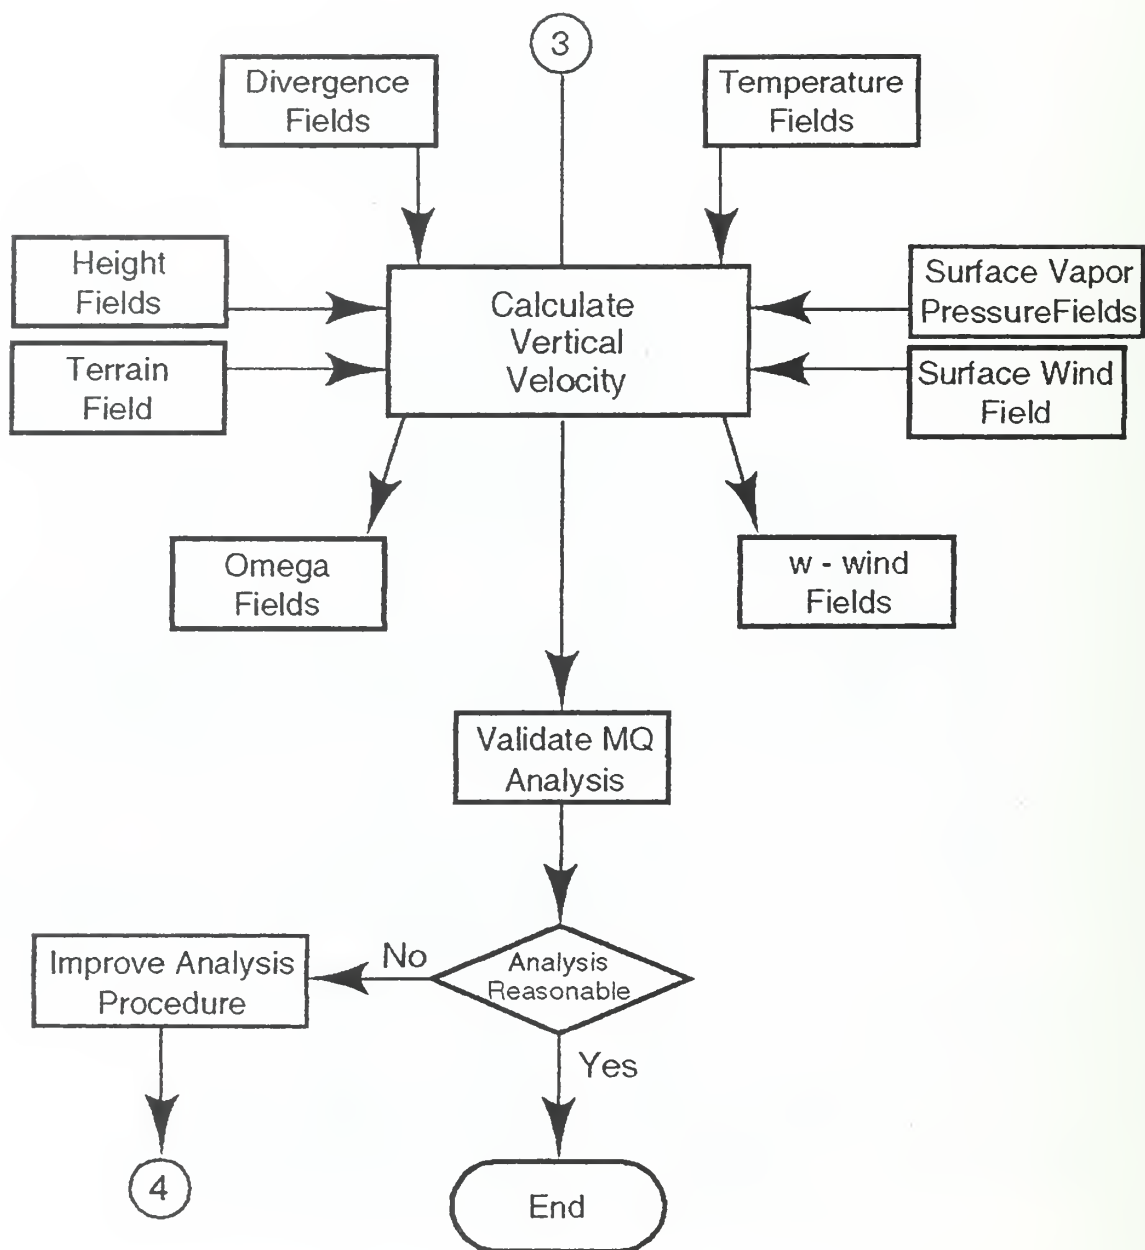 3
Divergence
Fields
Temperature
Fields
Height
Fields
Calculate
Vertical
Velocity
Surface Vapor
PressureFields
Terrain
Field
Surface Wind
Field
Omega
Fields
w - wind
Fields
Validate MQ
Analysis
Improve Analysis
Procedure
No
Analysis
Reasonable
Yes
4
End